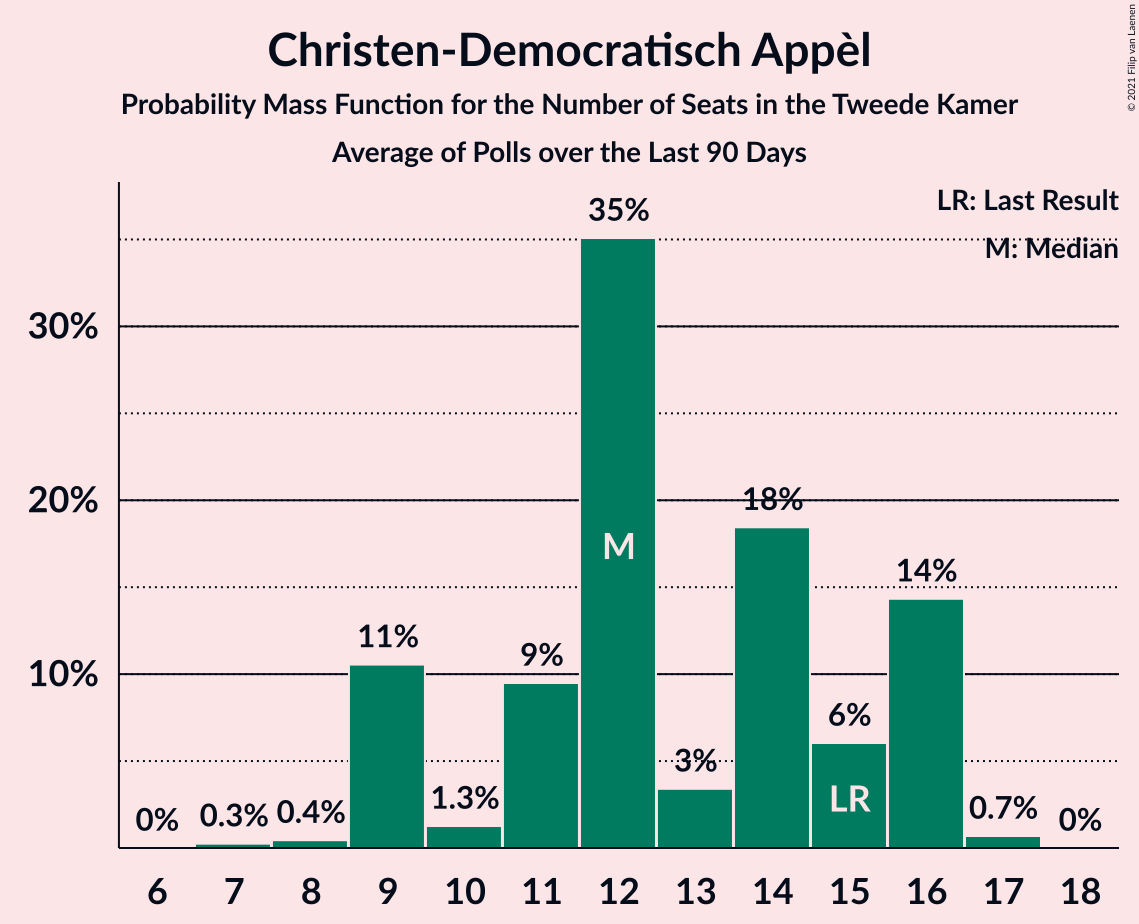 Christen-Democratisch Appèl
Probability Mass Function for the Number of Seats in the Tweede Kamer
Average of Polls over the Last 90 Days
© 2021 Filip van Laenen
LR: Last Result
M: Median
35%
30%
20%
18%
M
14%
11%
9%
10%
6%
3%
LR
0% 0.3% 0.4% 1.3% 0.7% 0%
6 7 8 9 10 11 12 13 14 15 16 17 18